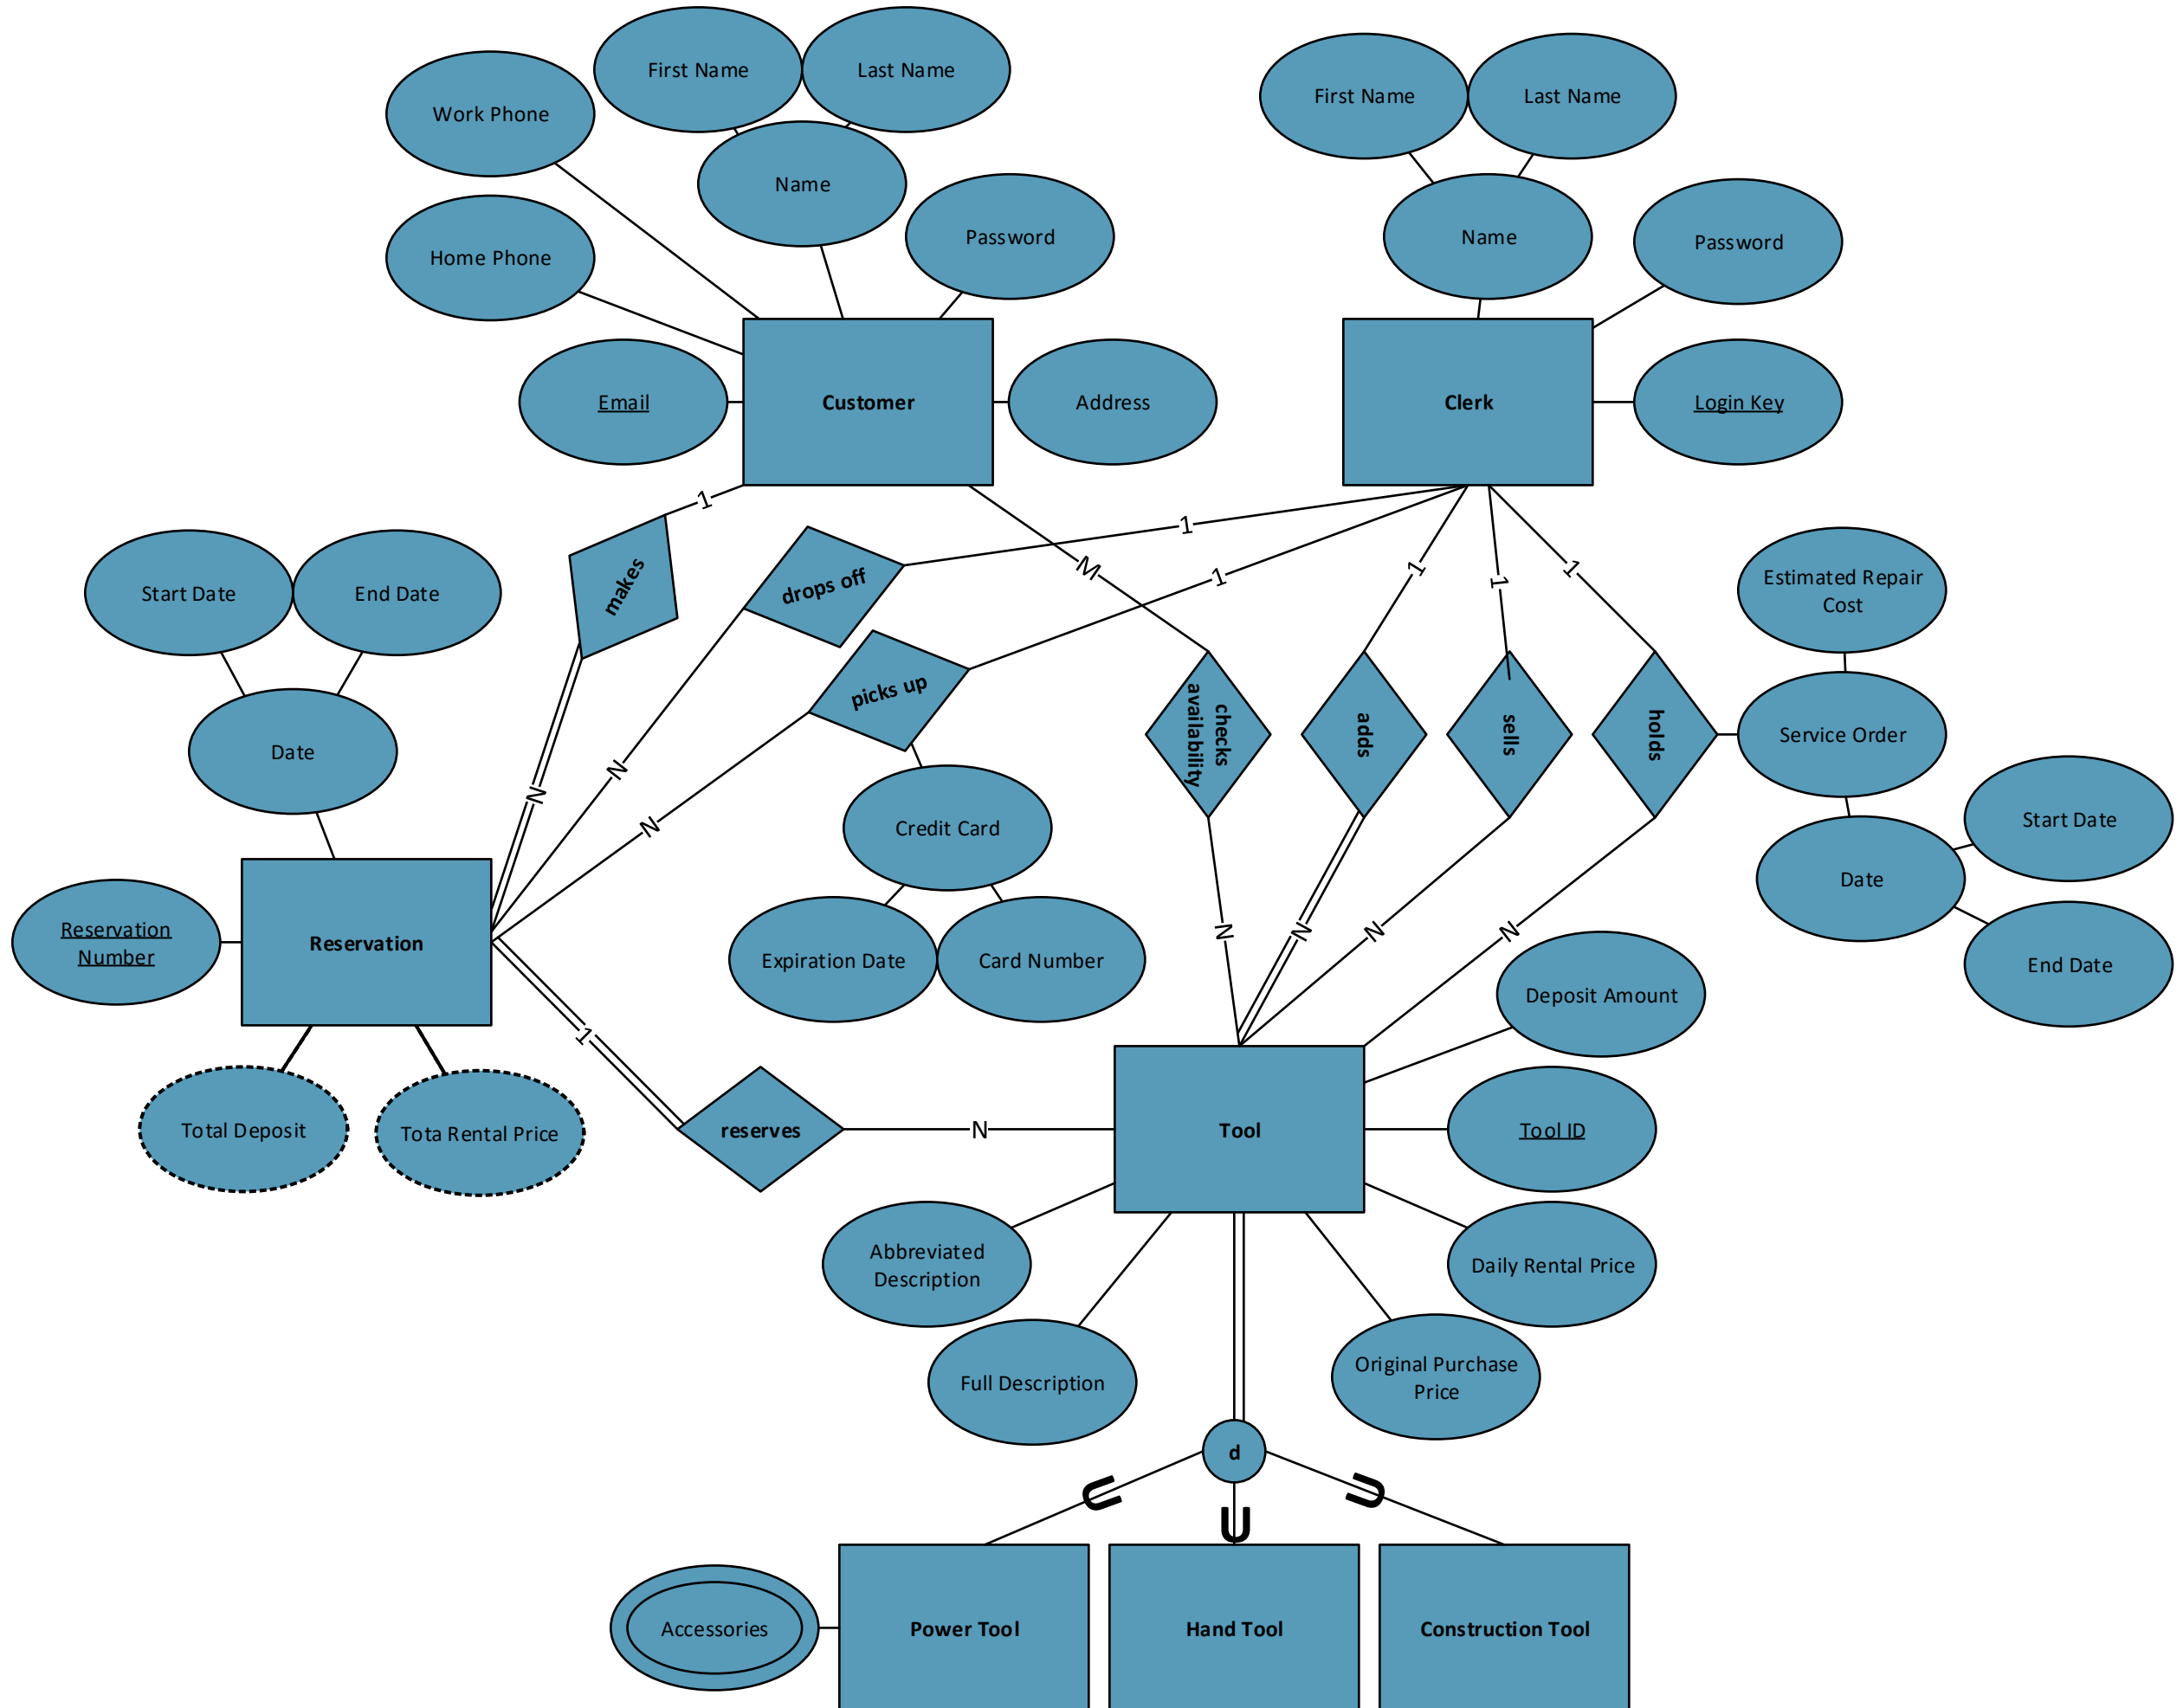 First Name
Last Name
First Name
Last Name
Work Phone
Name
Password
Name
Password
Home Phone
Email
Customer
Address
Clerk
Login Key
1
1
M
1
1
1
1
makes
drops off
Start Date
End Date
Estimated Repair
Cost
picks up
checks
availability
adds
sells
holds
Service Order
Date
N
N
N
Credit Card
Start Date
Date
Reservation
Number
Reservation
Expiration Date
Card Number
N
N
N
N
End Date
Deposit Amount
1
Total Deposit
Tota Rental Price
reserves
N
Tool
Tool ID
Abbreviated
Description
Daily Rental Price
Full Description
Original Purchase
Price
d
U
U
U
Accessories
Power Tool
Hand Tool
Construction Tool